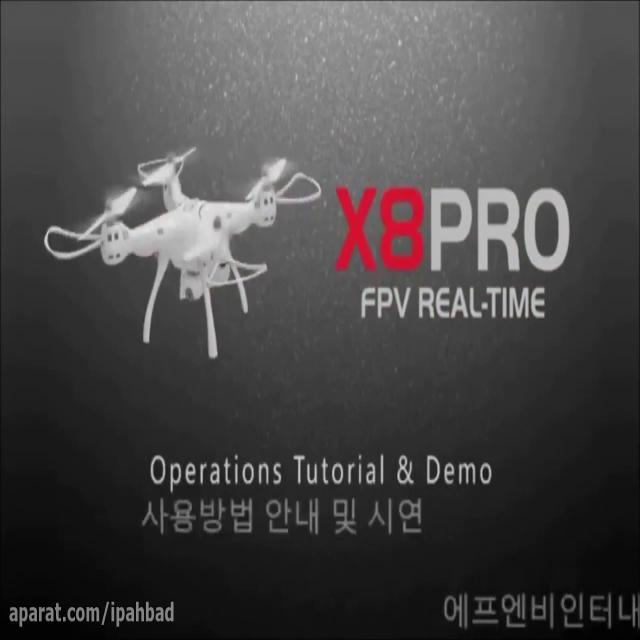 X8PRO
FPV REAL-TIME
Operations Tutorial & Demo
사용방법 안내 및 시연
에프엔비인터내
aparat.com/ipahbad